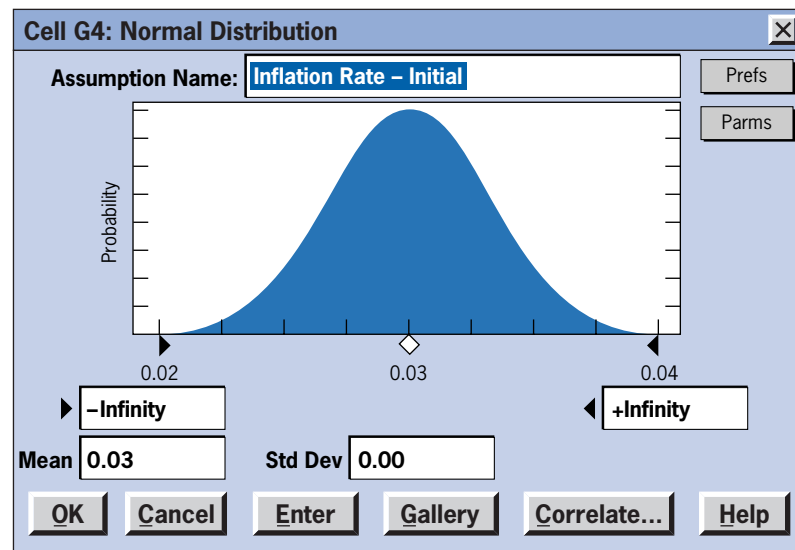 Cell G4: Normal Distribution
Assumption Name: Inflation Rate – Initial
Prefs
Parms
Probability
0.02 0.03 0.04
–Infinity +Infinity
Mean 0.03 Std Dev 0.00
OK Cancel Enter Gallery Correlate... Help